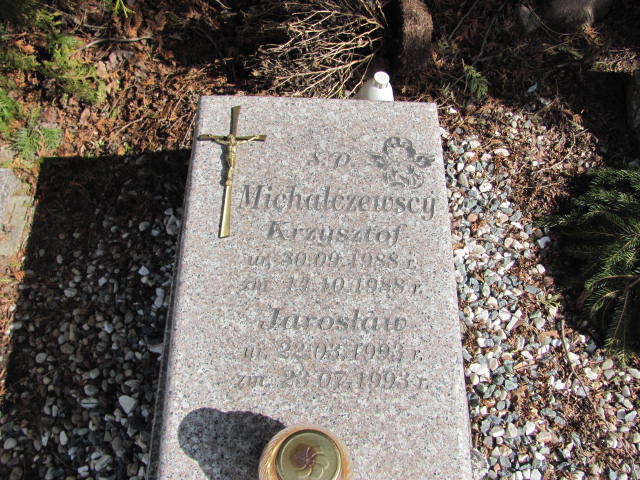 ś.p.
Michalczewscy
Krzysztof
ur. 30.09.1988 r.
zm. 14.10.1988 r.
Jarosław
ur. 22.03.1993 r.
zm. 23.07.1993 r.